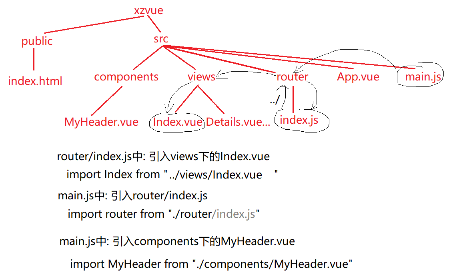 xzvue
public
src
index.html
components
views
router
App.vue
main.js
MyHeader.vue
Index.vue
Details.vue...
index.js
../
router/index.js中: 引入views下的Index.vue
import Index from "../views/Index.vue "
main.js中: 引入router/index.js
import router from "./router/index.js"
main.js中: 引入components下的MyHeader.vue
import MyHeader from "./components/MyHeader.vue"